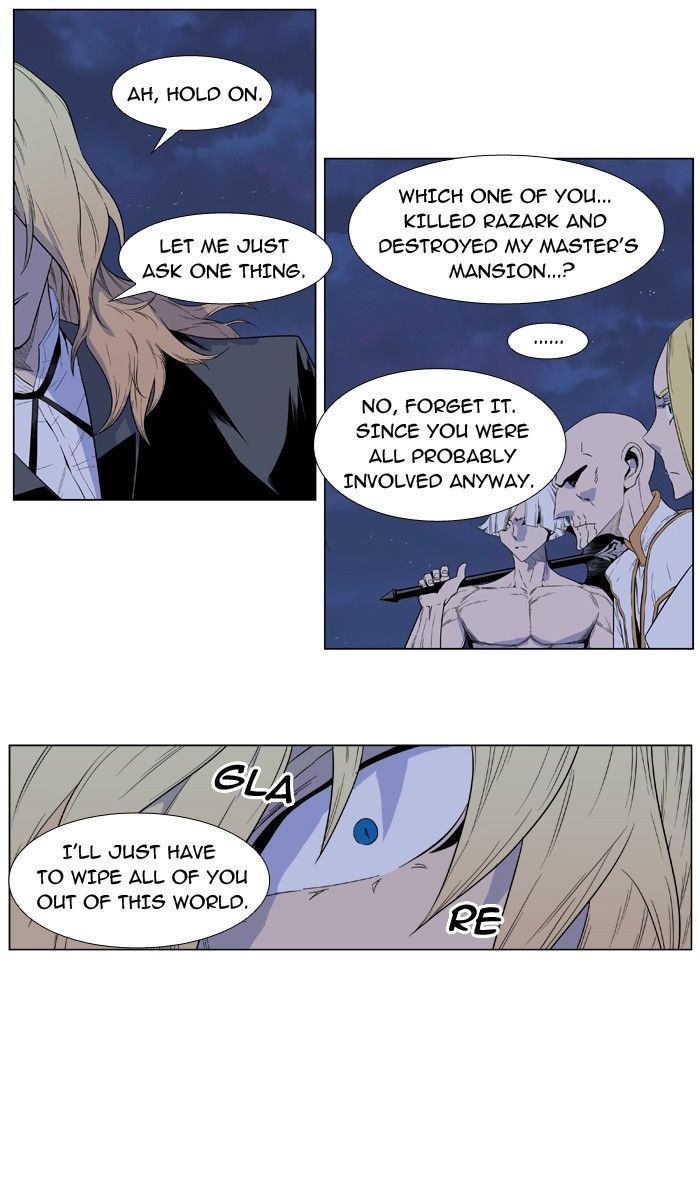 AH, HOLD ON.
LET ME JUST
ASK ONE THING.
WHICH ONE OF YOU...
KILLED RAZARK AND
DESTROYED MY MASTER'S
MANSION...?
......
NO, FORGET IT.
SINCE YOU WERE
ALL PROBABLY
INVOLVED ANYWAY.
GLA
I'LL JUST HAVE
TO WIPE ALL OF YOU
OUT OF THIS WORLD.
RE